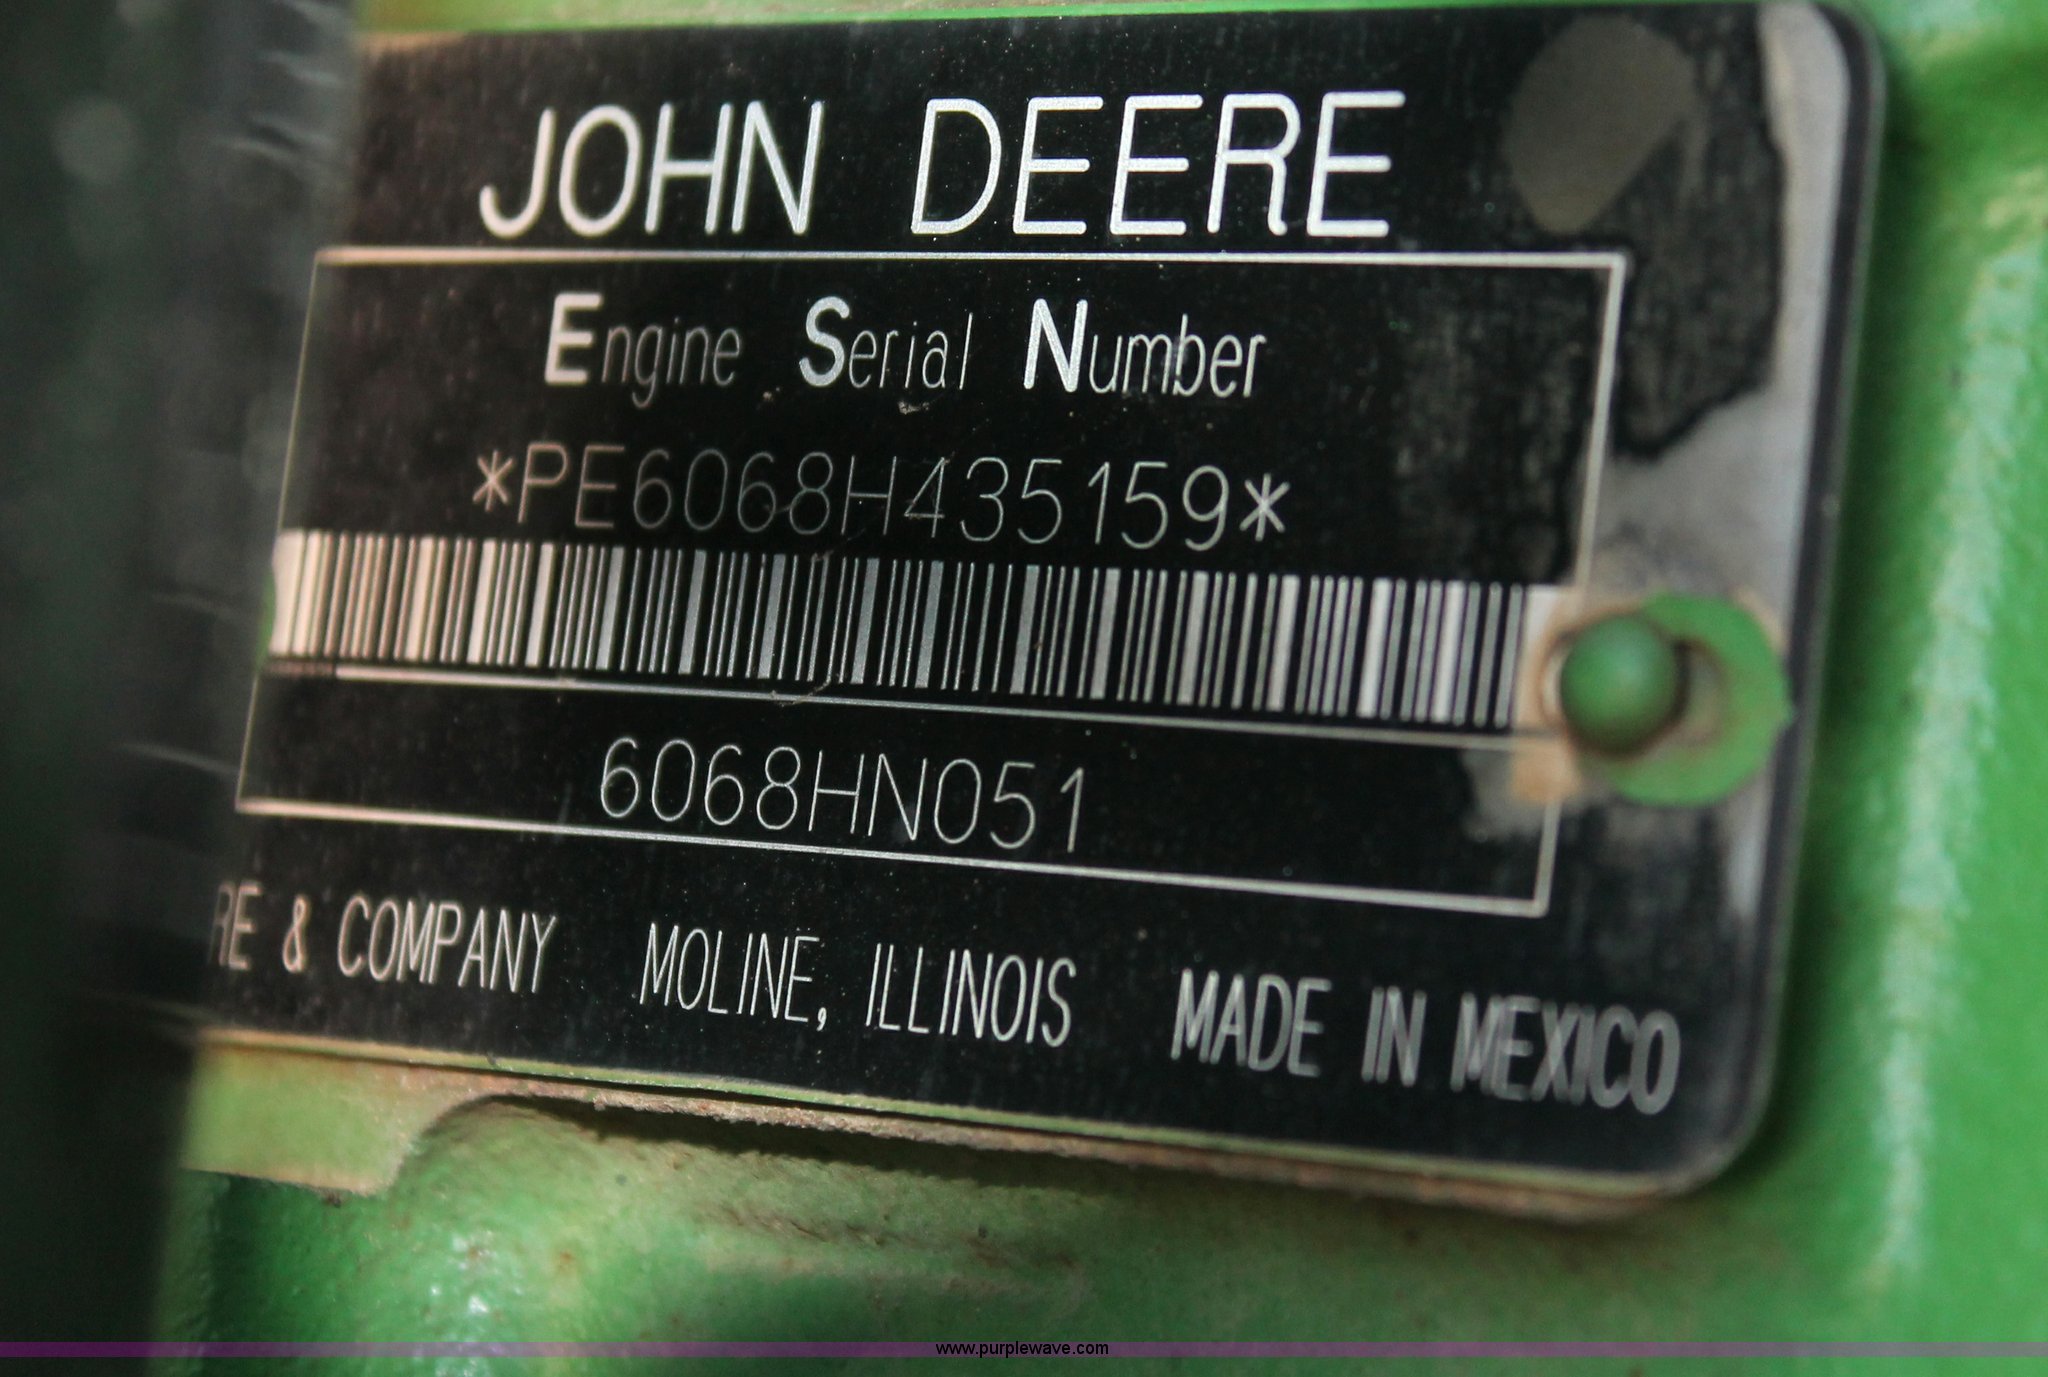 JOHN DEERE
Engine Serial Number
*PE6068H435159*
6068HN051
RE & COMPANY MOLINE, ILLINOIS MADE IN MEXICO
www.purplewave.com